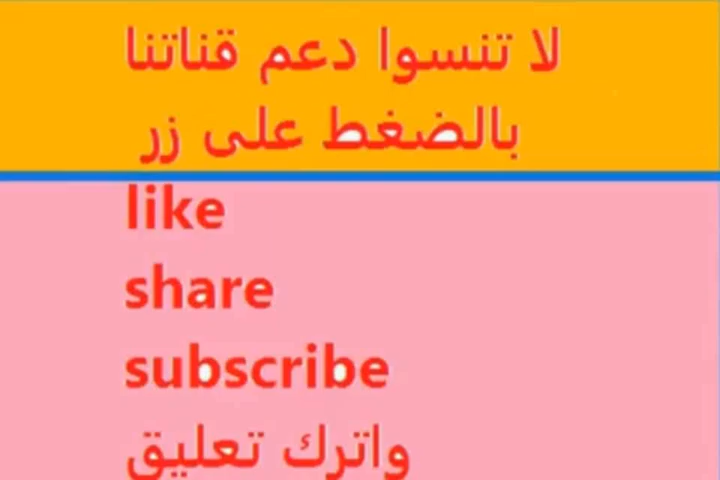 لا تنسوا دعم قناتنا
بالضغط على زر
like
share
subscribe
واترك تعليق